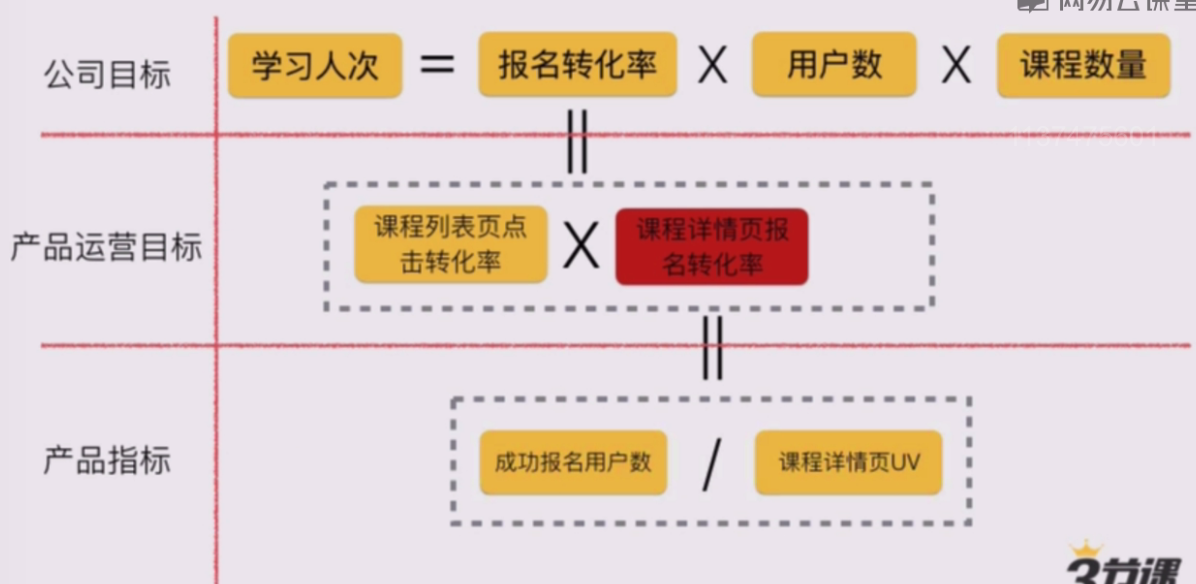 网易云课堂
公司目标 学习人次 = 报名转化率 X 用户数 X 课程数量
产品运营目标
课程列表页点
击转化率
X
课程详情页报
名转化率
产品指标 成功报名用户数 / 课程详情页UV
3节课